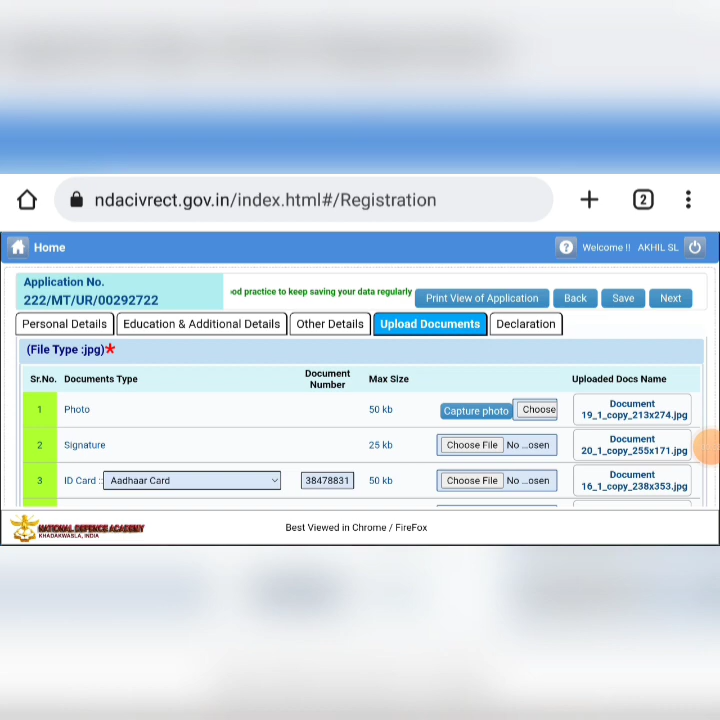 ndacivrect.gov.in/index.html#/Registration
2
Home
? Welcome !! AKHIL SL
Application No.
222/MT/UR/00292722
od practice to keep saving your data regularly
Print View of Application
Back
Save
Next
Personal Details
Education & Additional Details
Other Details
Upload Documents
Declaration
(File Type :jpg)*
Sr.No. Documents Type Document Number Max Size Uploaded Docs Name
1 Photo 50 kb Capture photo Choose Document
19_1_copy_213x274.jpg
2 Signature 25 kb Choose File No ...osen Document
20_1_copy_255x171.jpg
3 ID Card : Aadhaar Card 38478831 50 kb Choose File No ...osen Document
16_1_copy_238x353.jpg
NATIONAL DEFENCE ACADEMY
KHADAKWASLA, INDIA
Best Viewed in Chrome / FireFox